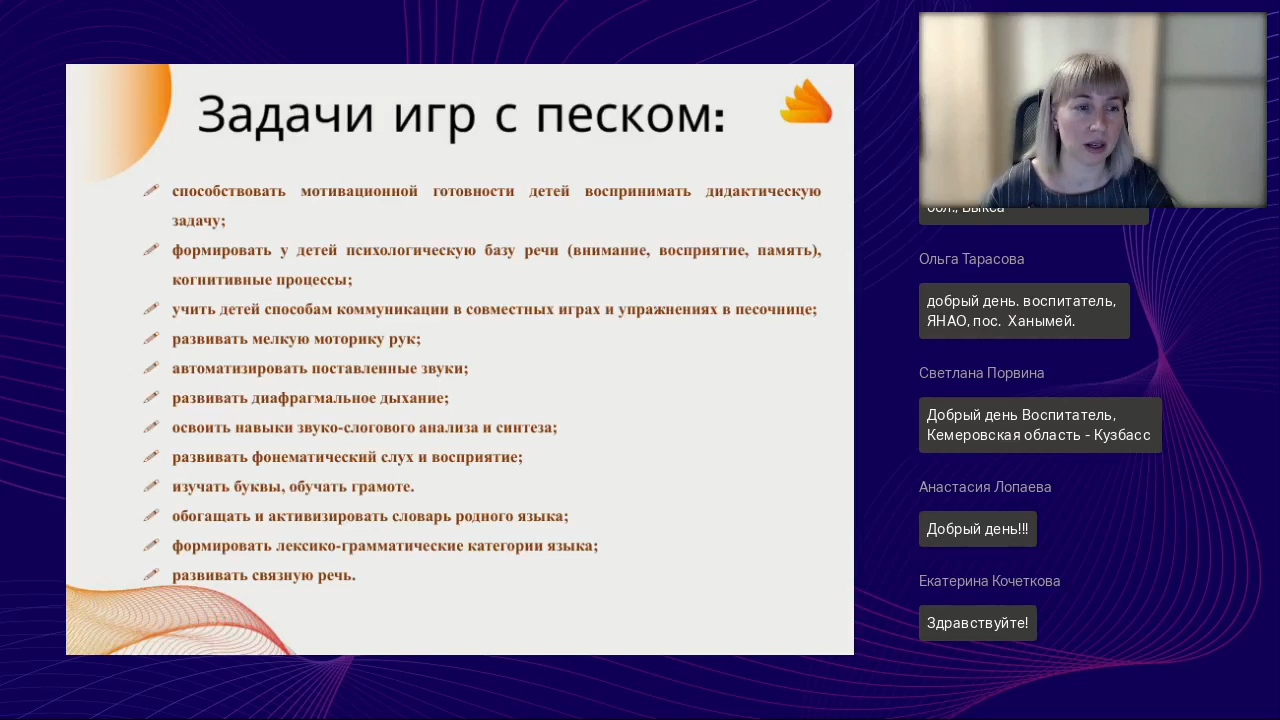 Задачи игр с песком:
способствовать мотивационной готовности детей воспринимать дидактическую
задачу;
формировать у детей психологическую базу речи (внимание, восприятие, память),
когнитивные процессы;
учить детей способам коммуникации в совместных играх и упражнениях в песочнице;
развивать мелкую моторику рук;
автоматизировать поставленные звуки;
развивать диафрагмальное дыхание;
освоить навыки звуко-слогового анализа и синтеза;
развивать фонематический слух и восприятие;
изучать буквы, обучать грамоте.
обогащать и активизировать словарь родного языка;
формировать лексико-грамматические категории языка;
развивать связную речь.
обл., Выкса
Ольга Тарасова
добрый день. воспитатель,
ЯНАО, пос. Ханымей.
Светлана Порвина
Добрый день Воспитатель,
Кемеровская область - Кузбасс
Анастасия Лопаева
Добрый день!!!
Екатерина Кочеткова
Здравствуйте!